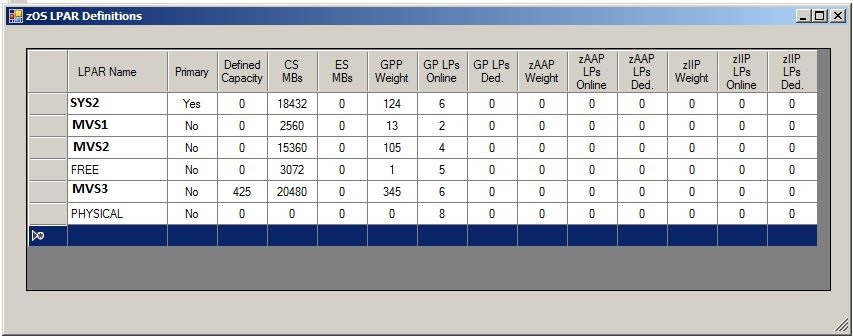 zOS LPAR Definitions
LPAR Name Primary Defined Capacity CS MBs ES MBs GPP Weight GP LPs Online GP LPs Ded. zAAP Weight zAAP LPs Online zAAP LPs Ded. zIIP Weight zIIP LPs Online zIIP LPs Ded.
SYS2 Yes 0 18432 0 124 6 0 0 0 0 0 0 0
MVS1 No 0 2560 0 13 2 0 0 0 0 0 0 0
MVS2 No 0 15360 0 105 4 0 0 0 0 0 0 0
FREE No 0 3072 0 1 5 0 0 0 0 0 0 0
MVS3 No 425 20480 0 345 6 0 0 0 0 0 0 0
PHYSICAL No 0 0 0 0 8 0 0 0 0 0 0 0